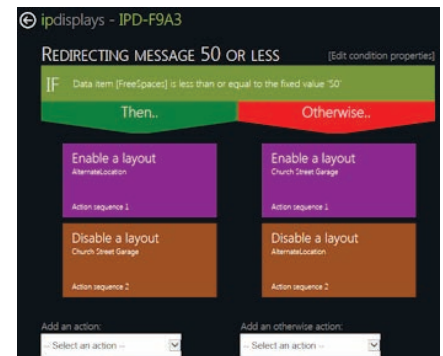 ipdisplays - IPD-F9A3
REDIRECTING MESSAGE 50 OR LESS
[Edit condition properties]
IF Data item [FreeSpaces] is less than or equal to the fixed value '50'
Then..
Otherwise..
Enable a layout
AlternateLocation
Action sequence 1
Enable a layout
Church Street Garage
Action sequence 1
Disable a layout
Church Street Garage
Action sequence 2
Disable a layout
AlternateLocation
Action sequence 2
Add an action:
-- Select an action --
Add an otherwise action:
-- Select an action --